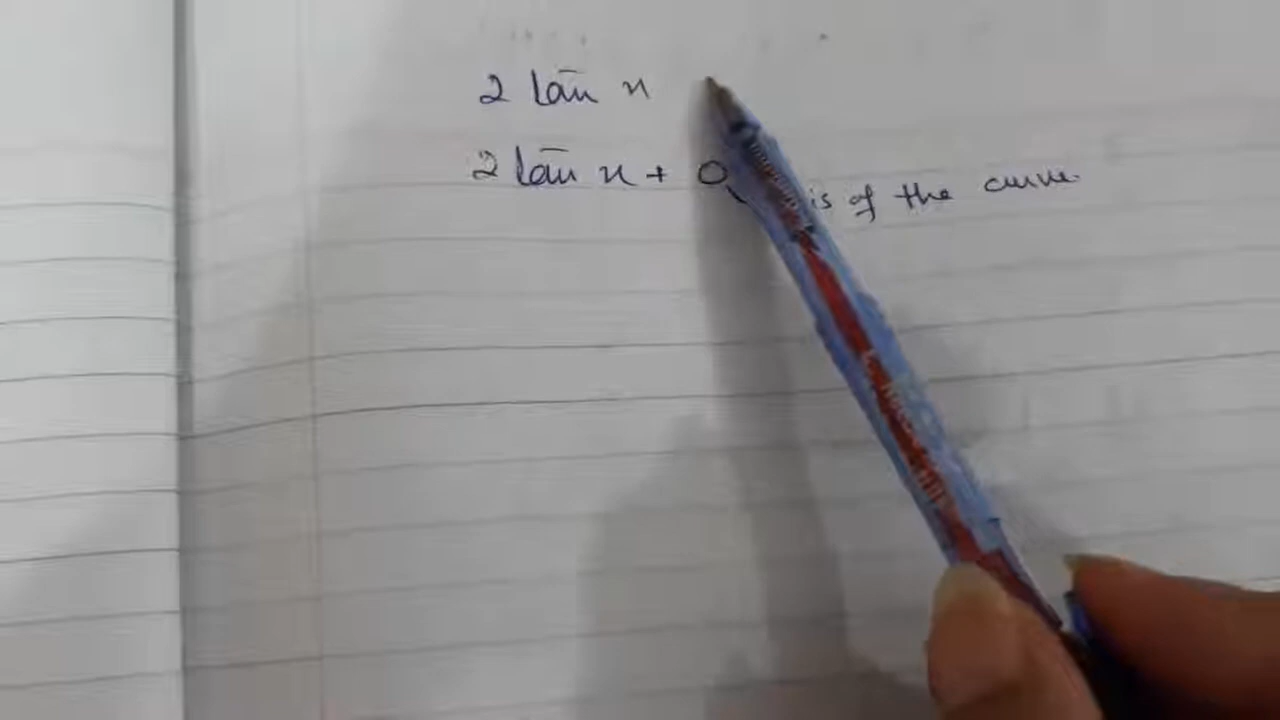 2 tan x
2 tan x + 0
is of the curve.